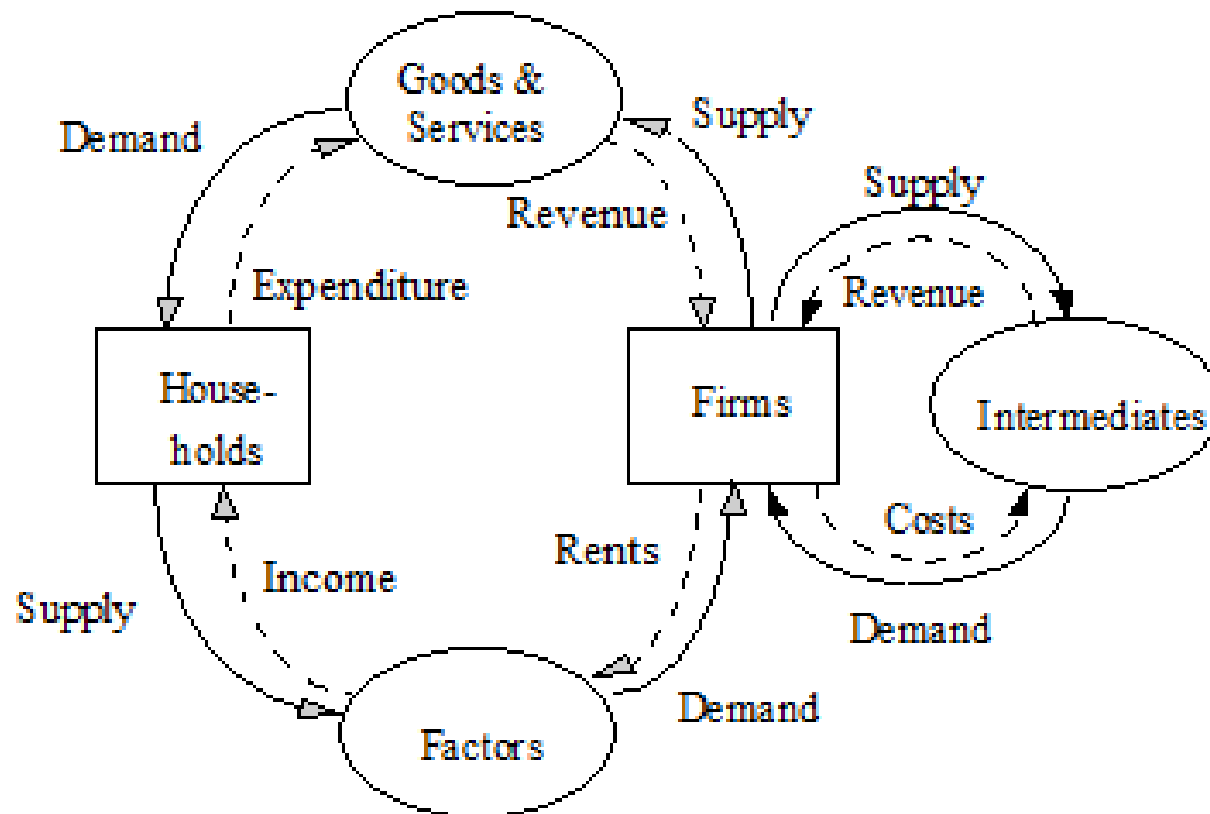 Goods &
Services
Supply
Demand
Supply
Revenue
Expenditure
Revenue
House-
holds
Firms
Intermediates
Costs
Rents
Income
Supply
Demand
Demand
Factors